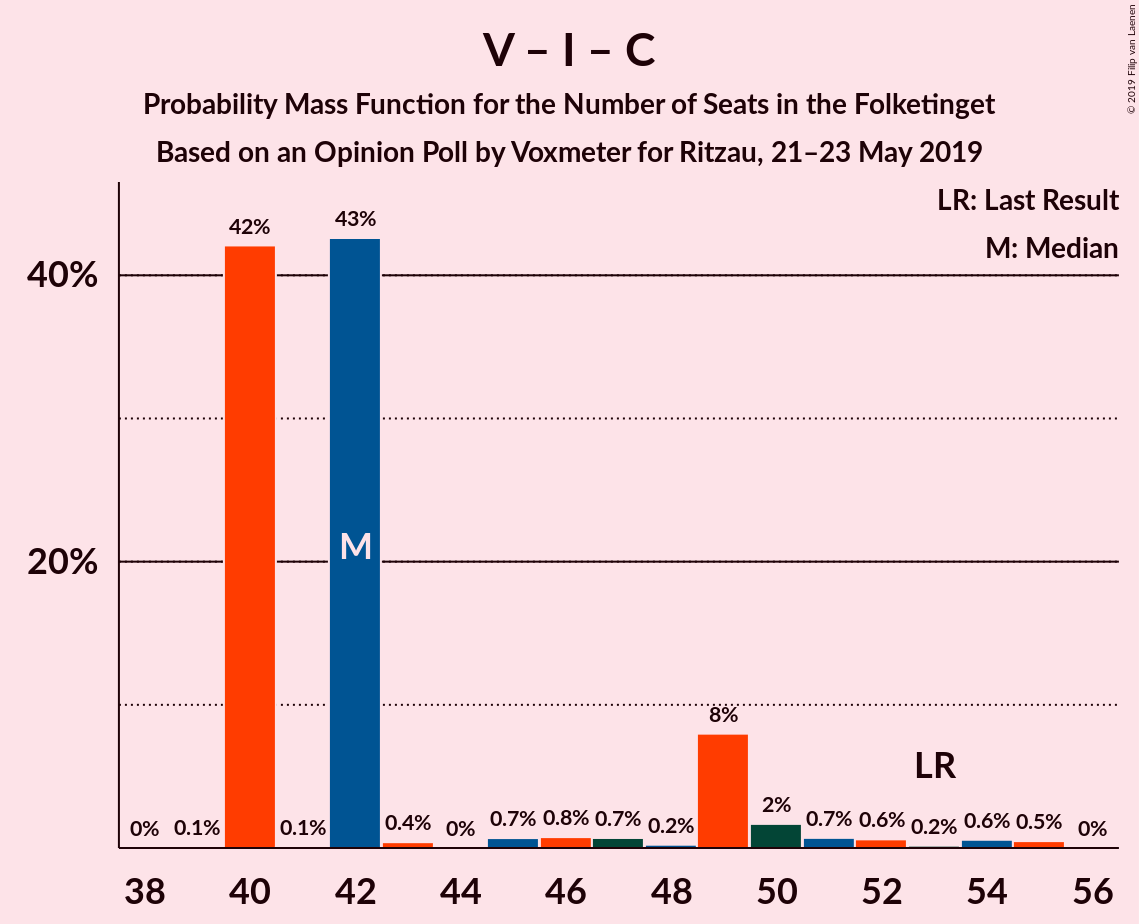 V – I – C
Probability Mass Function for the Number of Seats in the Folketinget
Based on an Opinion Poll by Voxmeter for Ritzau, 21–23 May 2019
© 2019 Filip van Laenen
LR: Last Result
M: Median
40%
20%
0%
0.1%
42%
0.1%
43%
M
0.4%
0%
0.7%
0.8%
0.7%
0.2%
8%
2%
0.7%
0.6%
LR
0.2%
0.6%
0.5%
0%
38 40 42 44 46 48 50 52 54 56